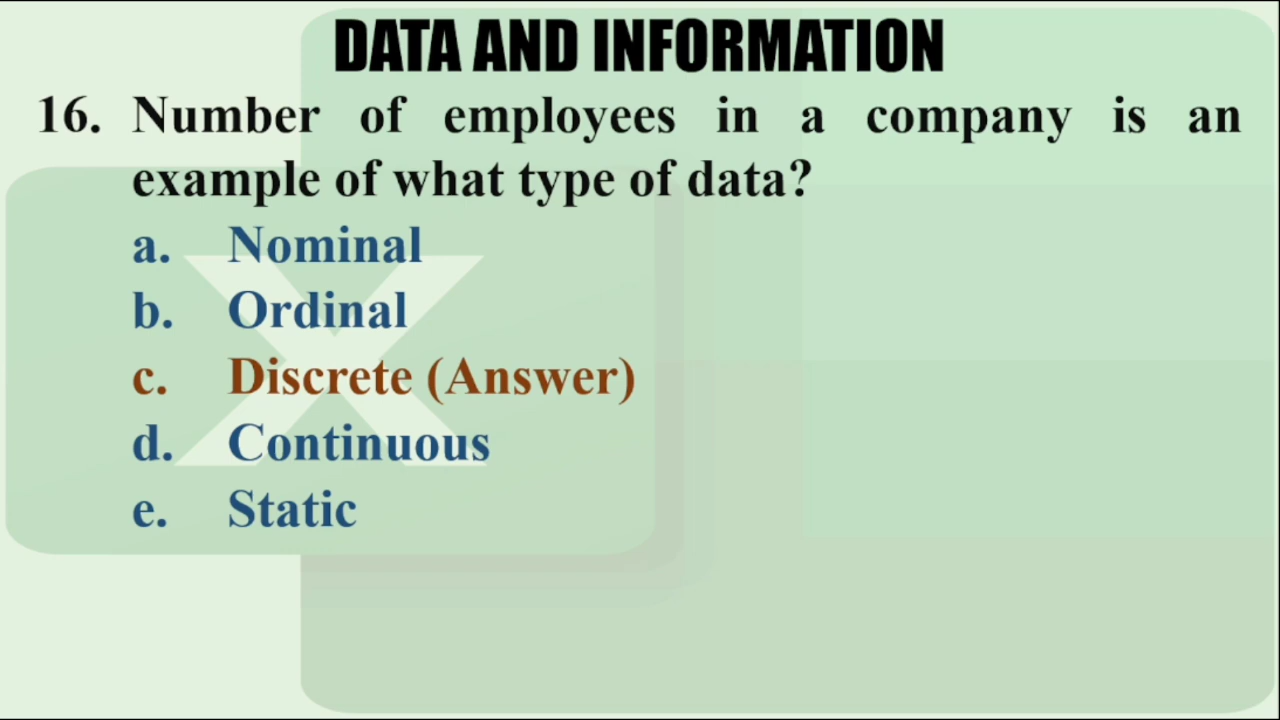 DATA AND INFORMATION
16. Number of employees in a company is an
example of what type of data?
a. Nominal
b. Ordinal
c. Discrete (Answer)
d. Continuous
e. Static